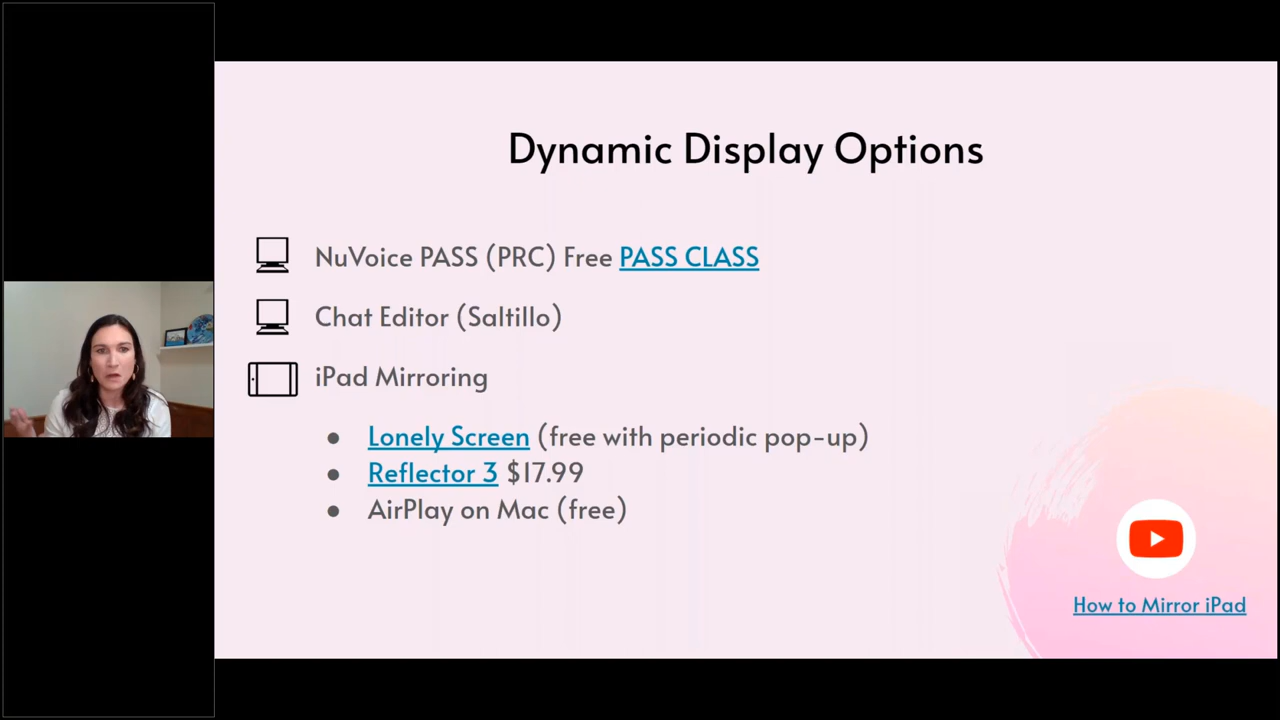 Dynamic Display Options
NuVoice PASS (PRC) Free PASS CLASS
Chat Editor (Saltillo)
iPad Mirroring
● Lonely Screen (free with periodic pop-up)
● Reflector 3 $17.99
● AirPlay on Mac (free)
How to Mirror iPad